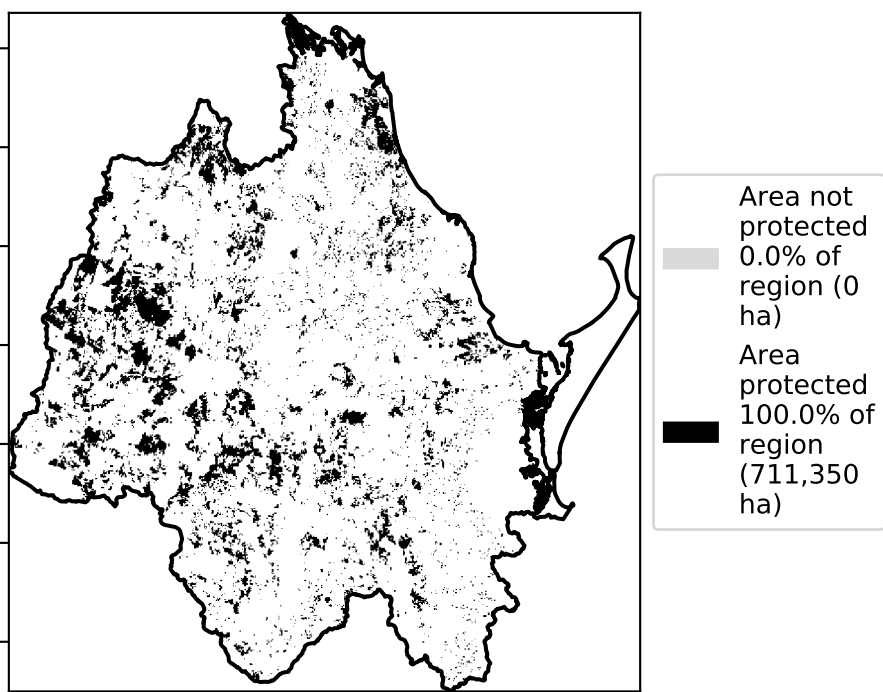 Area not
protected
0.0% of
region (0
ha)
Area
protected
100.0% of
region
(711,350
ha)